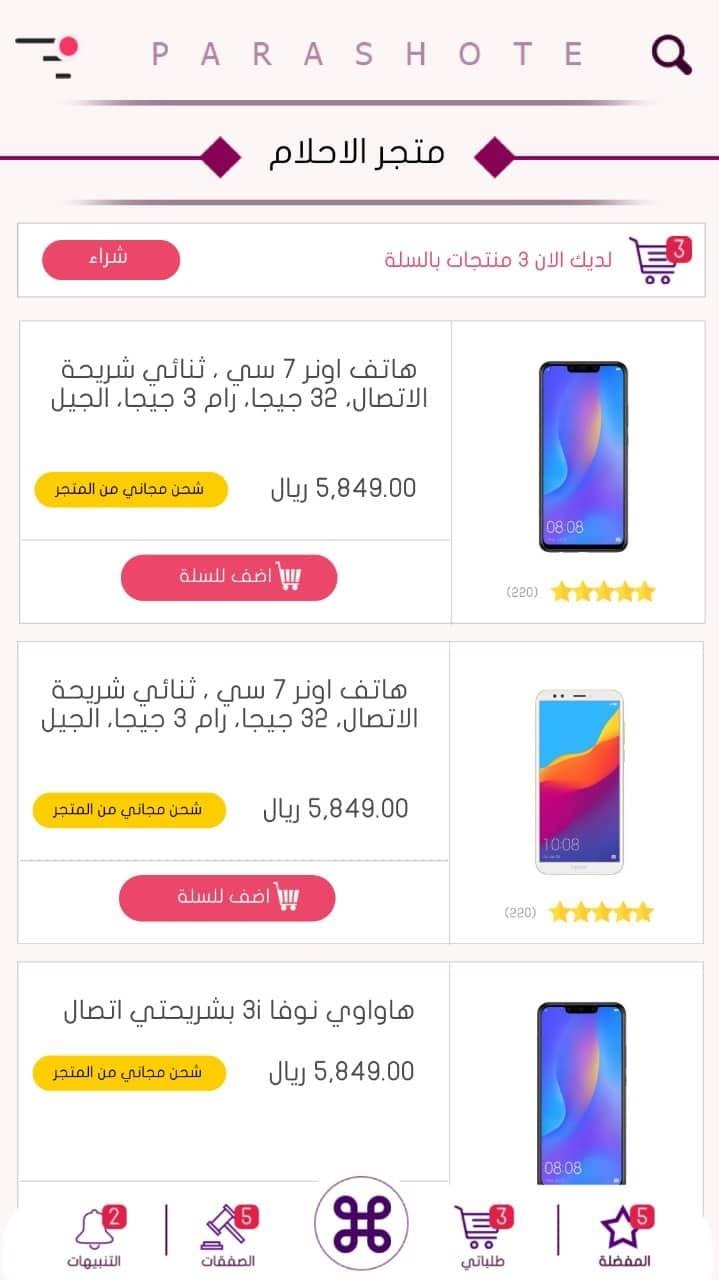 PARASHOTE
متجر الاحلام
لديك الان 3 منتجات بالسلة
3
شراء
هاتف اونر 7 سي ، ثنائي شريحة
الاتصال، 32 جيجا، رام 3 جيجا، الجيل
5,849.00 ريال
شحن مجاني من المتجر
اضف للسلة
08:08
(220)
هاتف اونر 7 سي ، ثنائي شريحة
الاتصال، 32 جيجا، رام 3 جيجا، الجيل
5,849.00 ريال
شحن مجاني من المتجر
اضف للسلة
10:08
(220)
هاواوي نوفا 3i بشريحتي اتصال
5,849.00 ريال
شحن مجاني من المتجر
08:08
5
المفضلة
3
طلباتي
5
الصفقات
2
التنبيهات